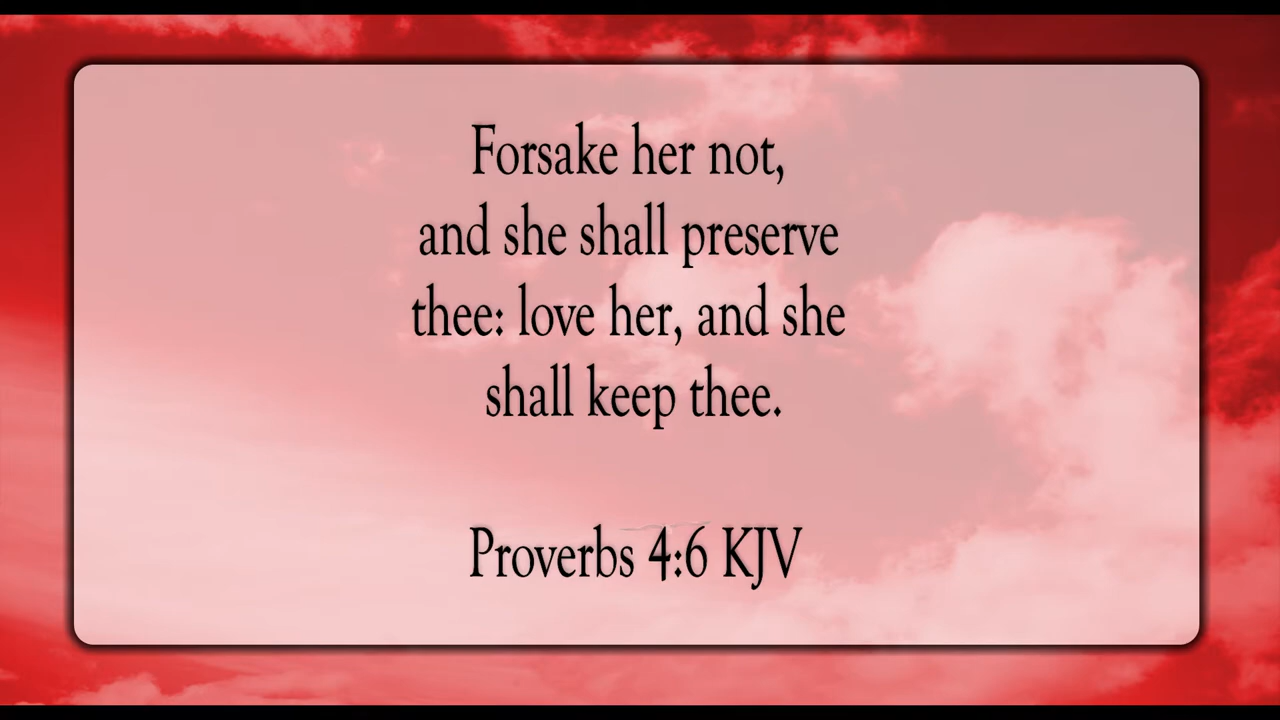 Forsake her not,
and she shall preserve
thee: love her, and she
shall keep thee.
Proverbs 4:6 KJV